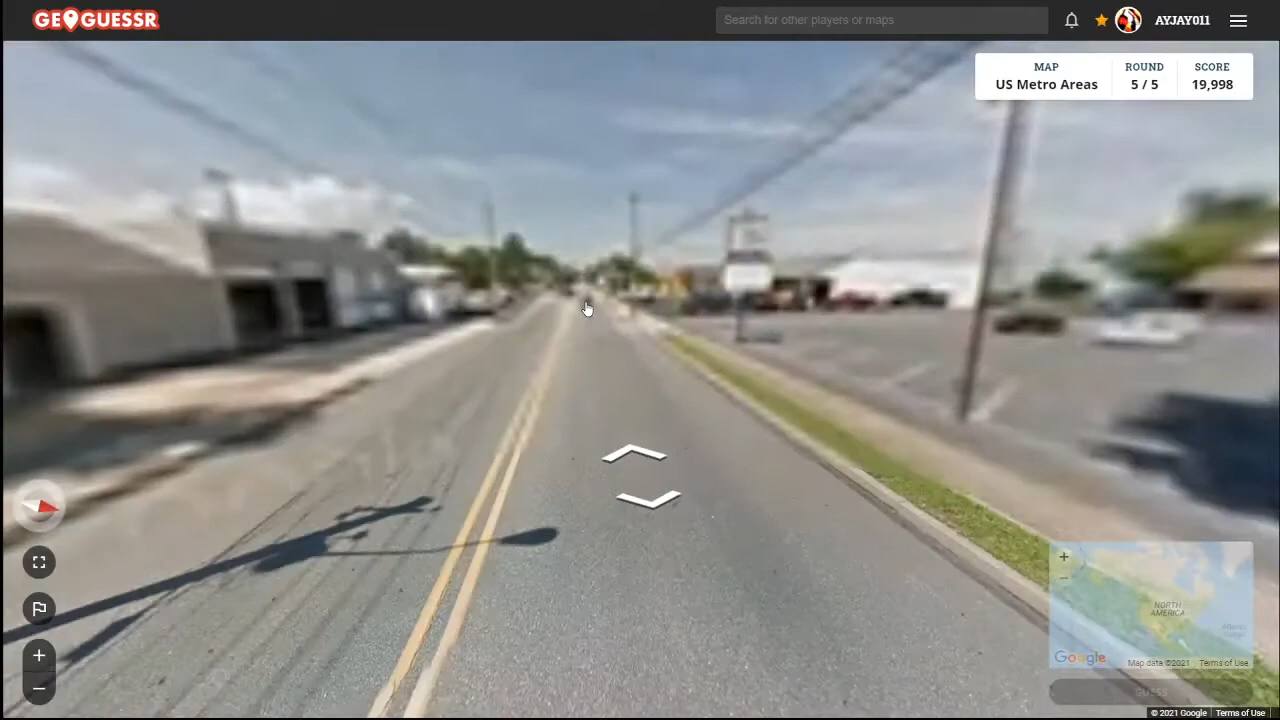 GEOGUESSR
Search for other players or maps
AYJAY011
MAP
US Metro Areas
ROUND
5 / 5
SCORE
19,998
NORTH
AMERICA
Google
Map data ©2021 Terms of Use
GUESS
© 2021 Google Terms of Use